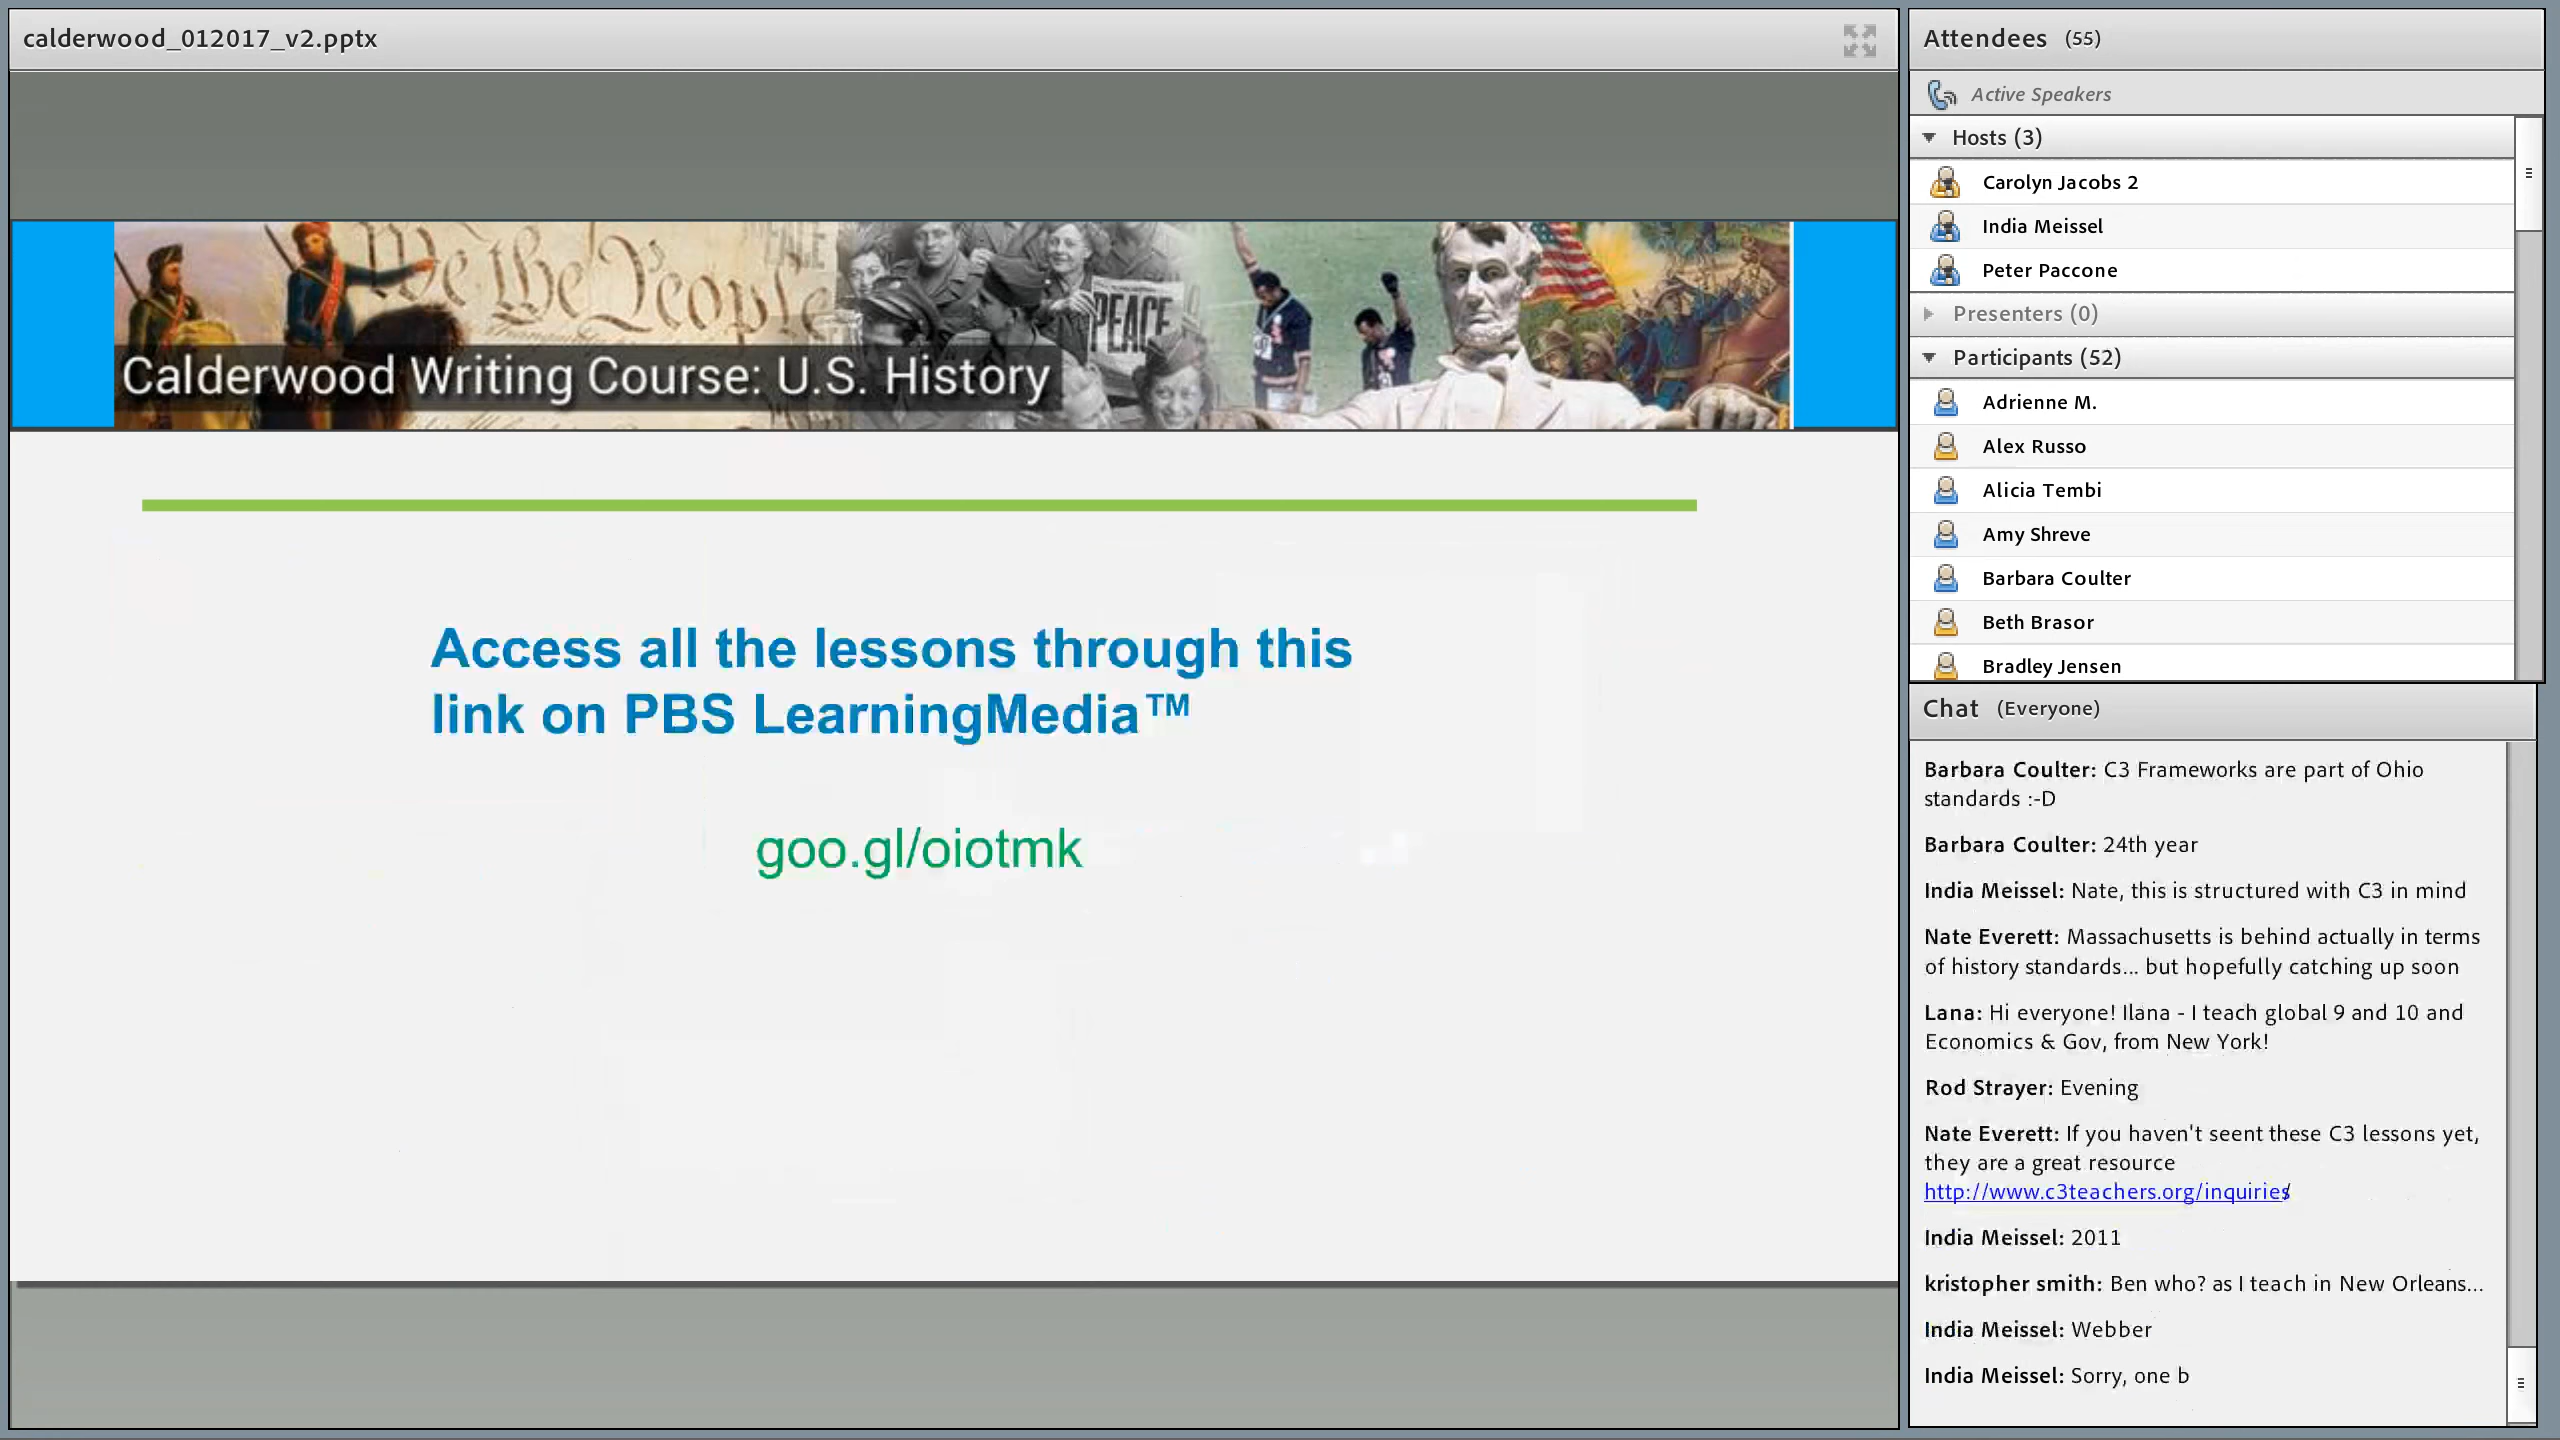 calderwood_012017_v2.pptx
We the People
PEACE
PEACE
Calderwood Writing Course: U.S. History
Access all the lessons through this
link on PBS LearningMedia™
goo.gl/oiotmk
Attendees (55)
Active Speakers
Hosts (3)
Carolyn Jacobs 2
India Meissel
Peter Paccone
Presenters (0)
Participants (52)
Adrienne M.
Alex Russo
Alicia Tembi
Amy Shreve
Barbara Coulter
Beth Brasor
Bradley Jensen
Chat (Everyone)
Barbara Coulter: C3 Frameworks are part of Ohio
standards :-D
Barbara Coulter: 24th year
India Meissel: Nate, this is structured with C3 in mind
Nate Everett: Massachusetts is behind actually in terms
of history standards... but hopefully catching up soon
Lana: Hi everyone! Ilana - I teach global 9 and 10 and
Economics & Gov, from New York!
Rod Strayer: Evening
Nate Everett: If you haven't seent these C3 lessons yet,
they are a great resource
http://www.c3teachers.org/inquiries/
India Meissel: 2011
kristopher smith: Ben who? as I teach in New Orleans...
India Meissel: Webber
India Meissel: Sorry, one b